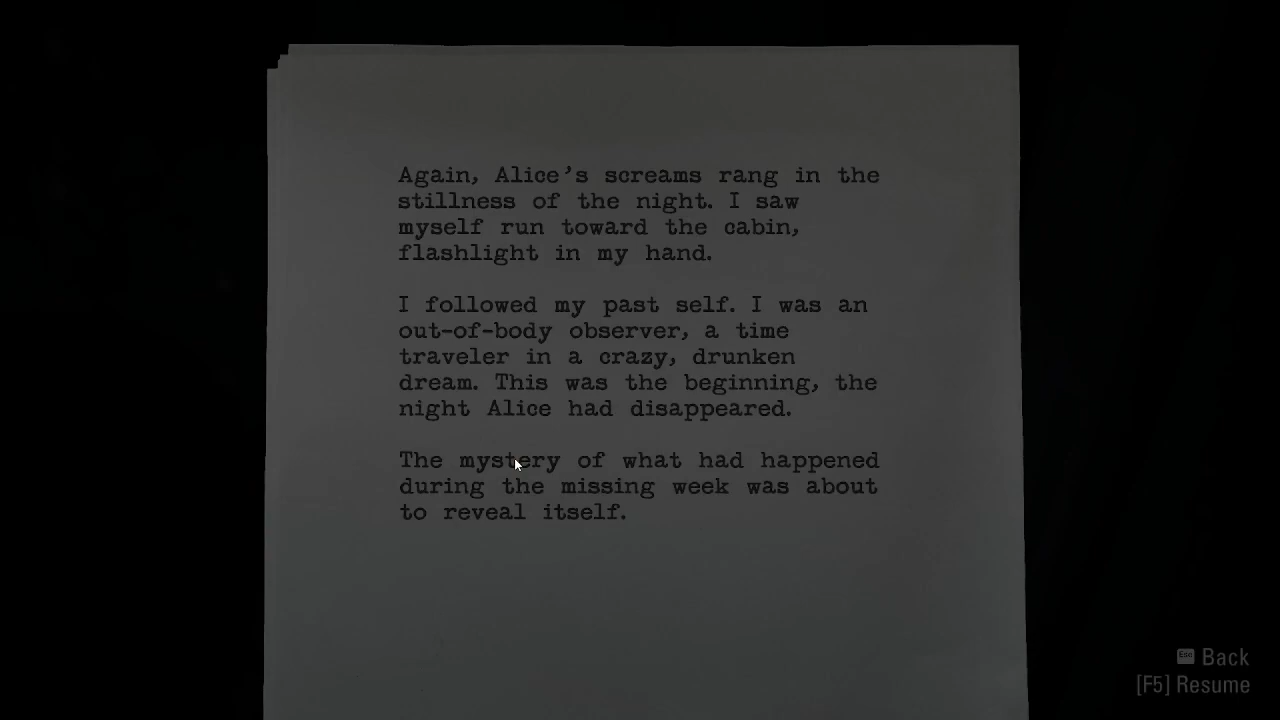 Again, Alice's screams rang in the
stillness of the night. I saw
myself run toward the cabin,
flashlight in my hand.
I followed my past self. I was an
out-of-body observer, a time
traveler in a crazy, drunken
dream. This was the beginning, the
night Alice had disappeared.
The mystery of what had happened
during the missing week was about
to reveal itself.
Esc Back
[F5] Resume